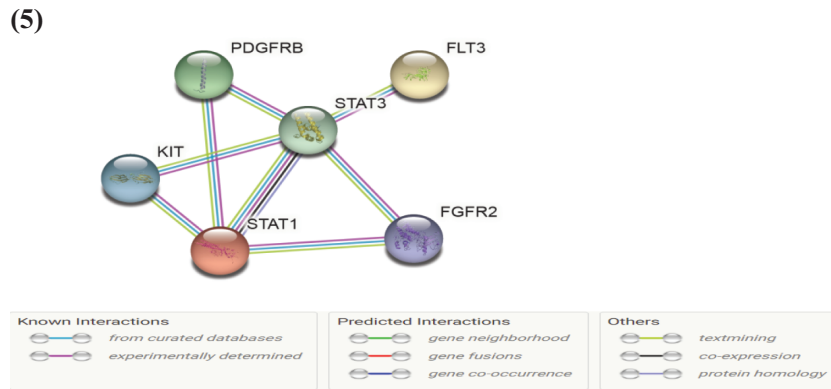 (5)
PDGFRB
FLT3
STAT3
KIT
STAT1
FGFR2
Known Interactions
from curated databases
experimentally determined
Predicted Interactions
gene neighborhood
gene fusions
gene co-occurrence
Others
textmining
co-expression
protein homology